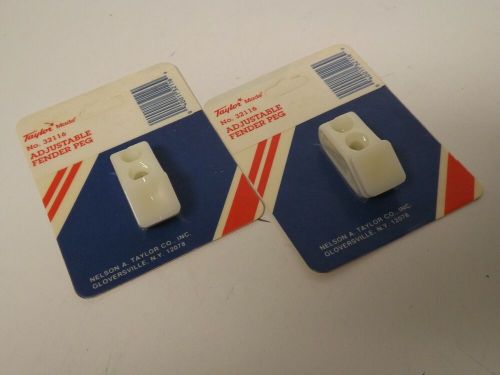 Taylor Made
No. 32116
ADJUSTABLE
FENDER PEG
NELSON A. TAYLOR CO., INC.
GLOVERSVILLE, N.Y. 12078
Taylor Made
No. 32116
ADJUSTABLE
FENDER PEG
NELSON A. TAYLOR CO., INC.
GLOVERSVILLE, N.Y. 12078